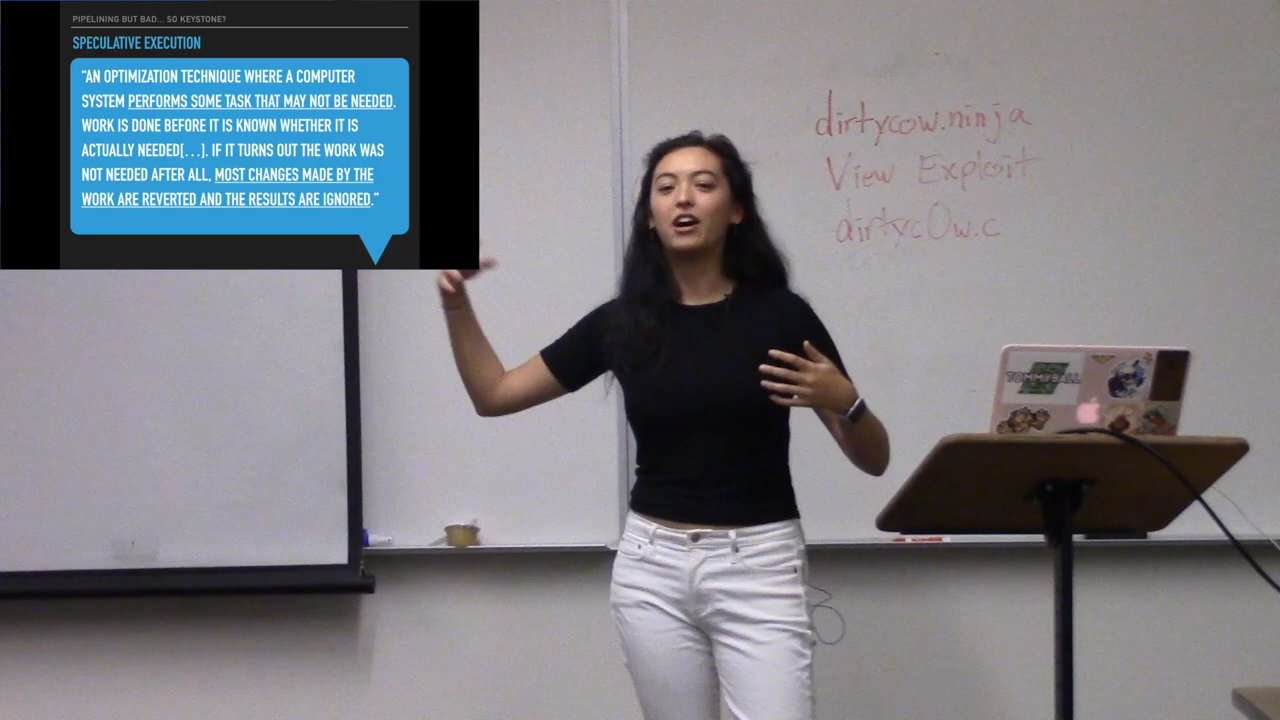 PIPELINING BUT BAD... SO KEYSTONE?
SPECULATIVE EXECUTION
“AN OPTIMIZATION TECHNIQUE WHERE A COMPUTER
SYSTEM PERFORMS SOME TASK THAT MAY NOT BE NEEDED.
WORK IS DONE BEFORE IT IS KNOWN WHETHER IT IS
ACTUALLY NEEDED[...]. IF IT TURNS OUT THE WORK WAS
NOT NEEDED AFTER ALL, MOST CHANGES MADE BY THE
WORK ARE REVERTED AND THE RESULTS ARE IGNORED.”
dirtycow.ninja
View Exploit
dirtyc0w.c